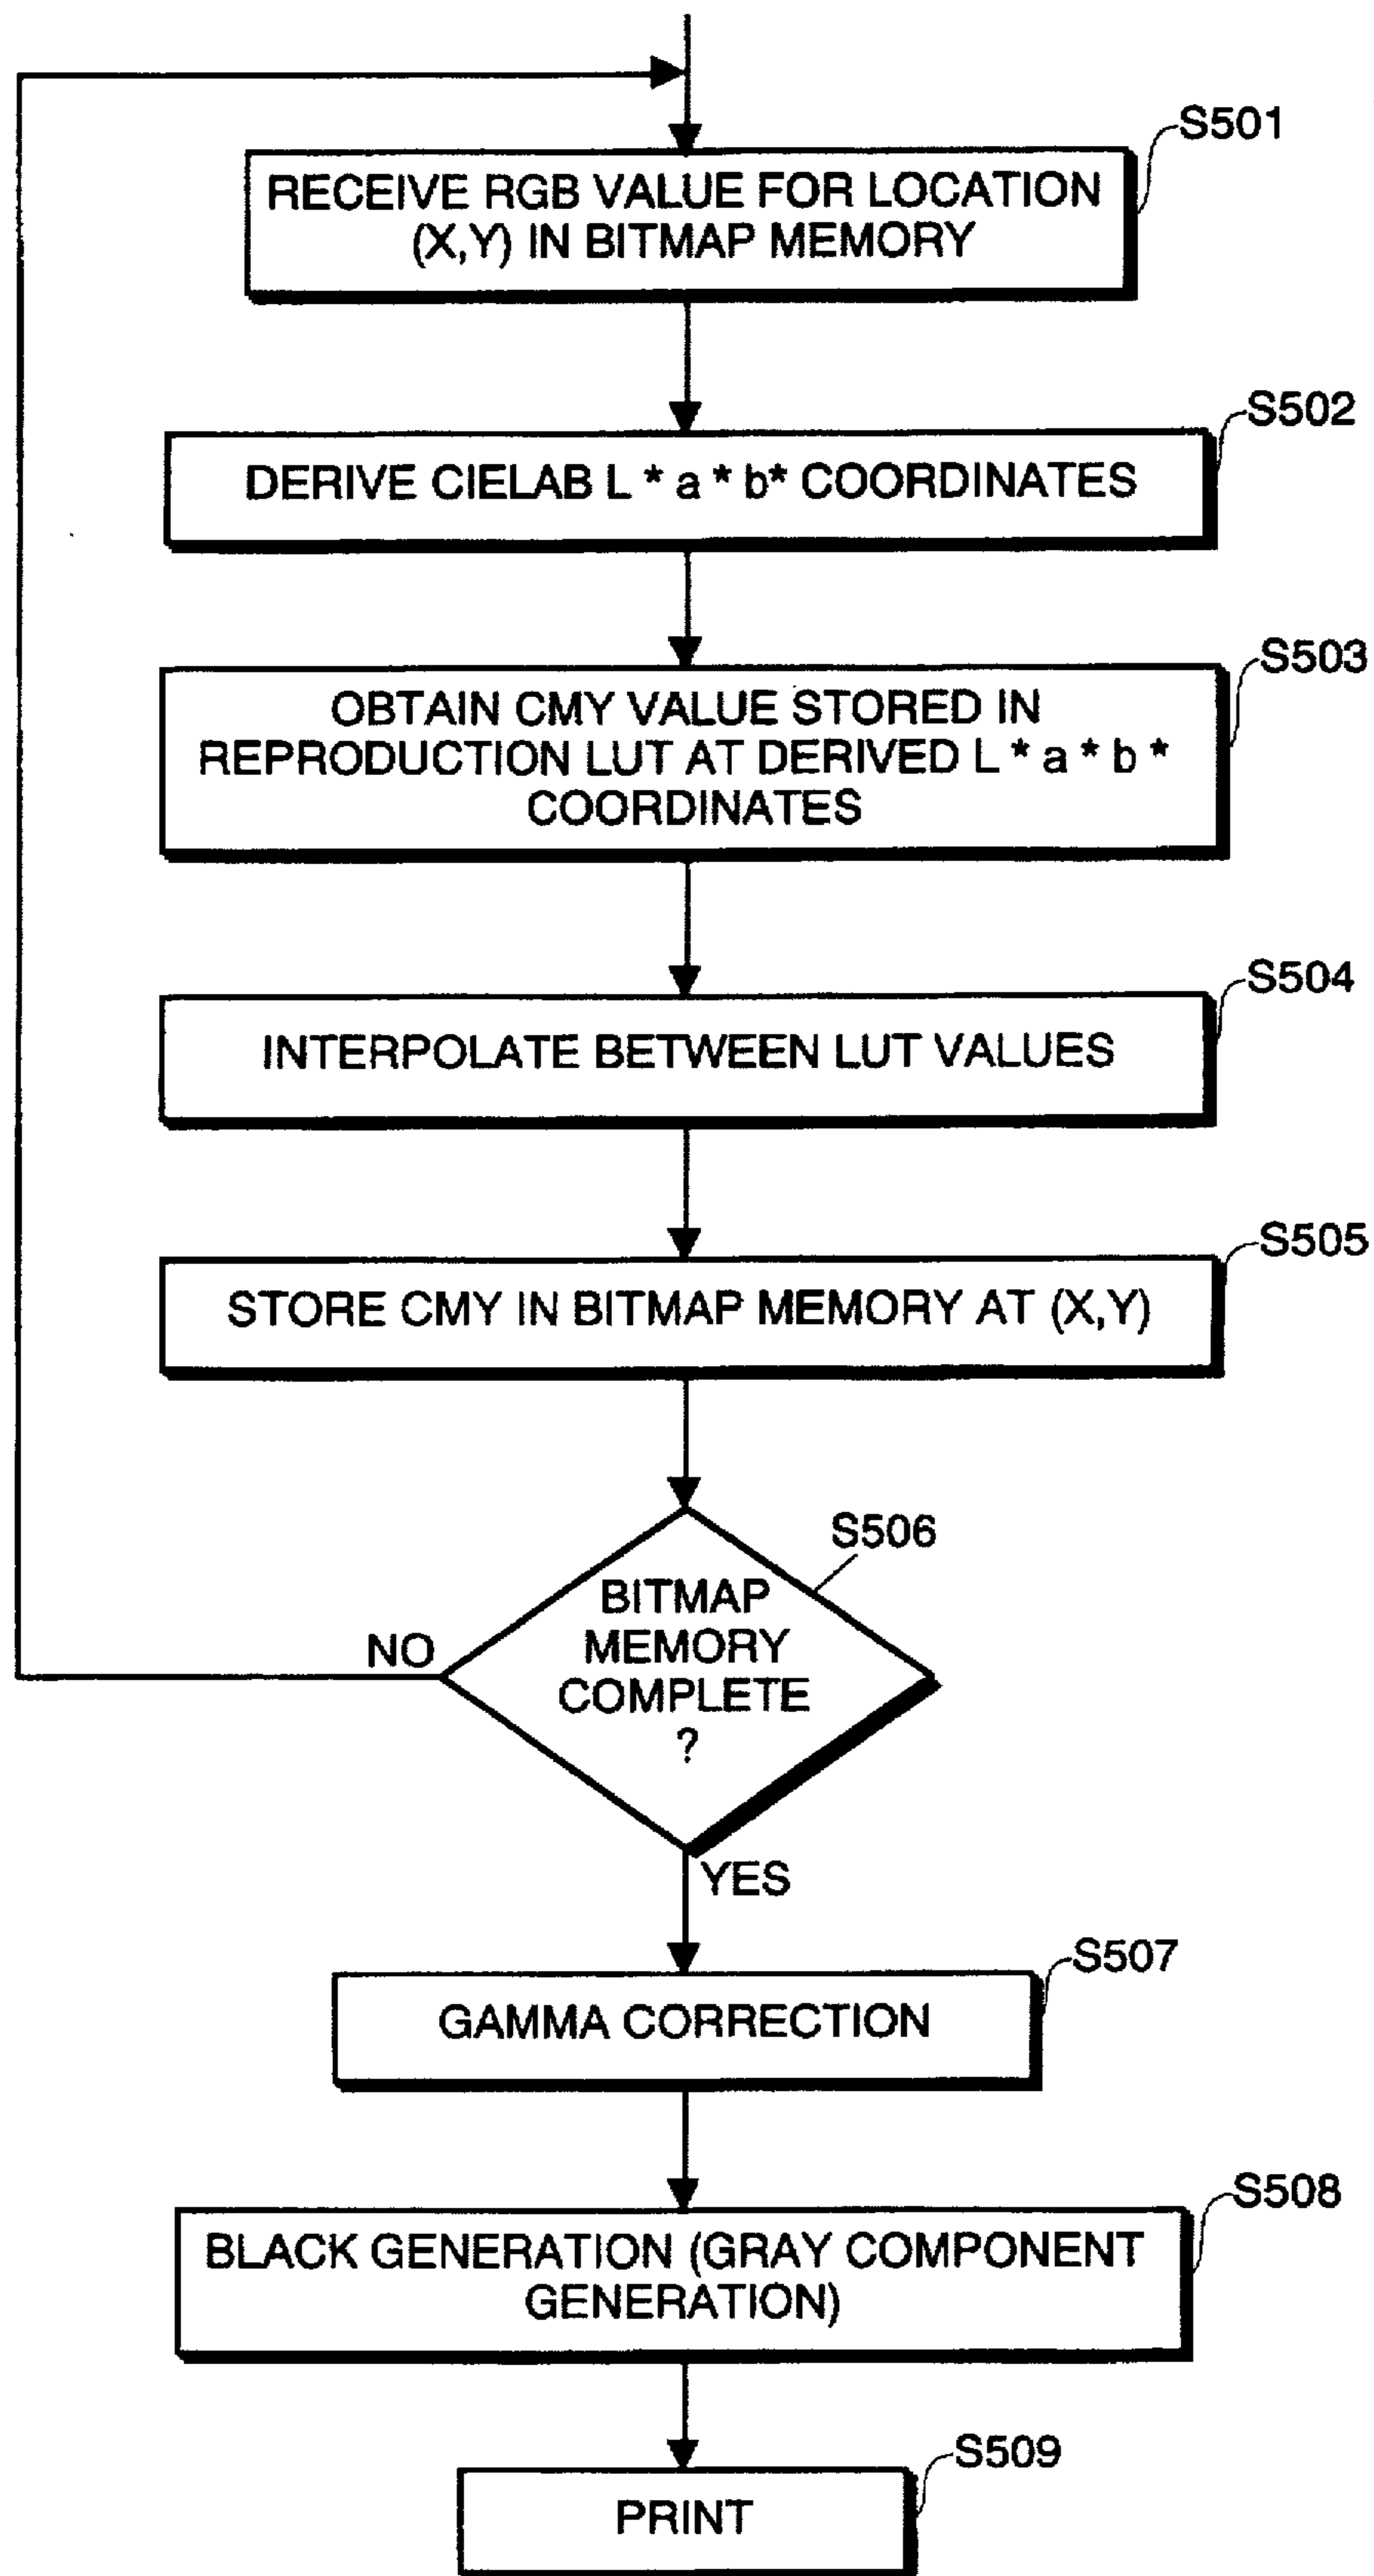 S501
RECEIVE RGB VALUE FOR LOCATION
(X,Y) IN BITMAP MEMORY
S502
DERIVE CIELAB L * a * b* COORDINATES
S503
OBTAIN CMY VALUE STORED IN
REPRODUCTION LUT AT DERIVED L * a * b *
COORDINATES
S504
INTERPOLATE BETWEEN LUT VALUES
S505
STORE CMY IN BITMAP MEMORY AT (X,Y)
S506
BITMAP
MEMORY
COMPLETE
?
NO
YES
S507
GAMMA CORRECTION
S508
BLACK GENERATION (GRAY COMPONENT
GENERATION)
S509
PRINT